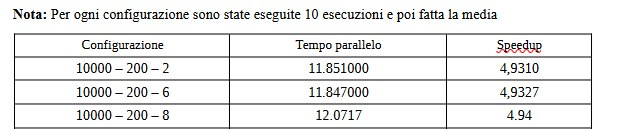 Nota: Per ogni configurazione sono state eseguite 10 esecuzioni e poi fatta la media
Configurazione Tempo parallelo Speedup
10000 – 200 – 2 11.851000 4,9310
10000 – 200 – 6 11.847000 4,9327
10000 – 200 – 8 12.0717 4.94